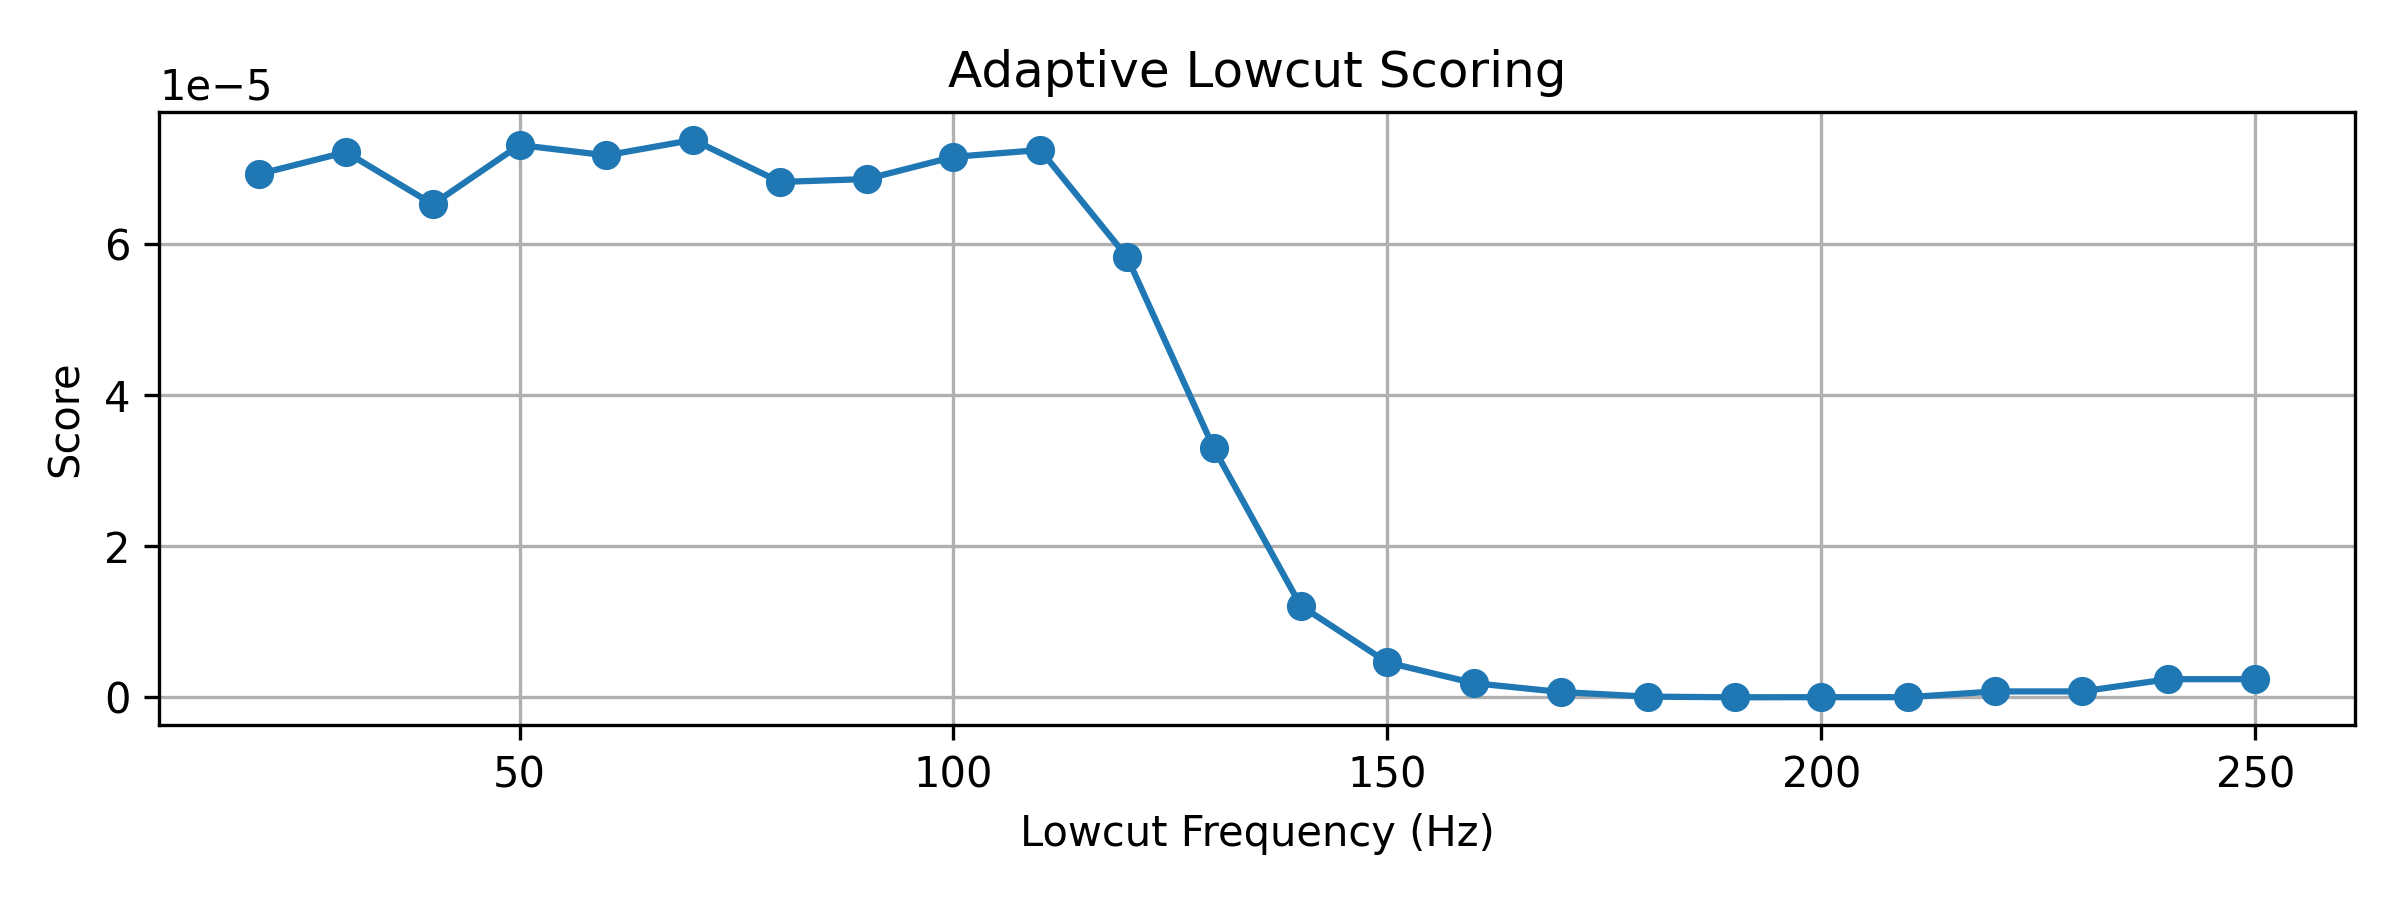 Adaptive Lowcut Scoring
1e−5
6
4
2
0
Score
50 100 150 200 250
Lowcut Frequency (Hz)